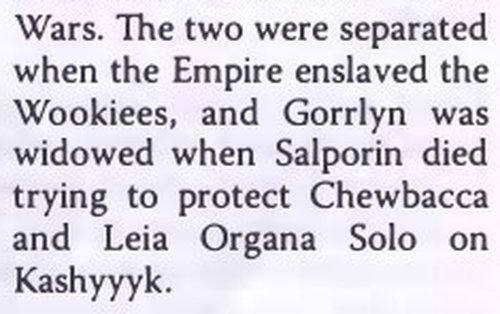 Wars. The two were separated
when the Empire enslaved the
Wookiees, and Gorrlyn was
widowed when Salporin died
trying to protect Chewbacca
and Leia Organa Solo on
Kashyyyk.